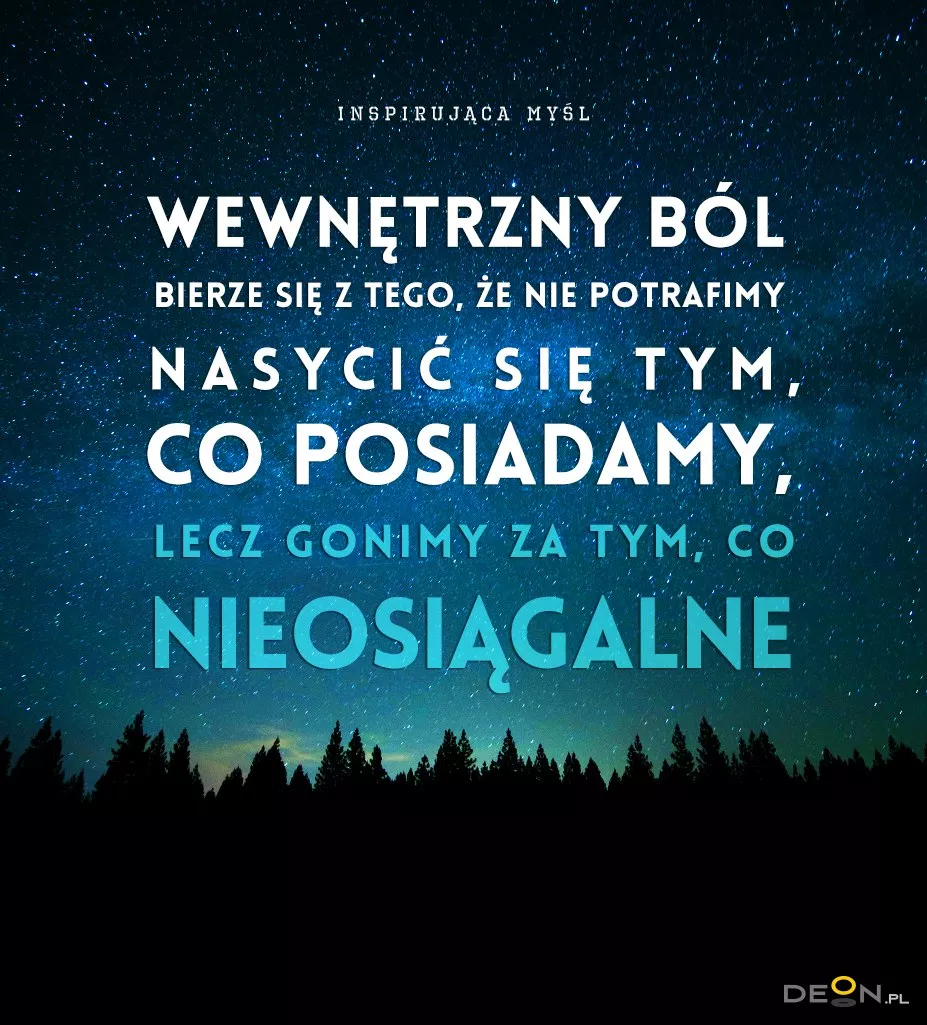 INSPIRUJĄCA MYŚL
WEWNĘTRZNY BÓL
BIERZE SIĘ Z TEGO, ŻE NIE POTRAFIMY
NASYCIĆ SIĘ TYM,
CO POSIADAMY,
LECZ GONIMY ZA TYM, CO
NIEOSIĄGALNE
DEON.PL